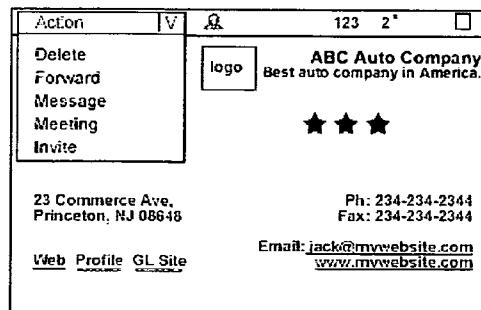 Action V 123 2*
Delete
Forward
Message
Meeting
Invite
logo
ABC Auto Company
Best auto company in America.
★ ★ ★
23 Commerce Ave,
Princeton, NJ 08648
Ph: 234-234-2344
Fax: 234-234-2344
Email: jack@mvwebsite.com
www.mvwebsite.com
Web Profile GL Site